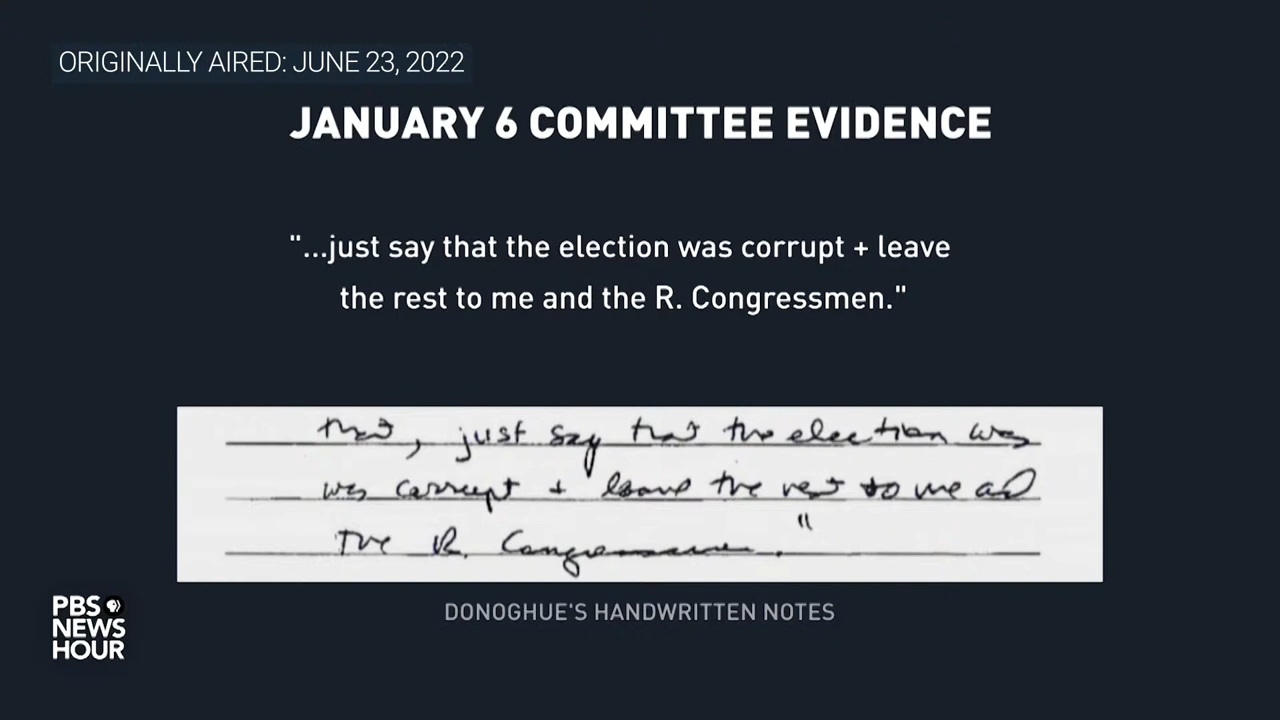 ORIGINALLY AIRED: JUNE 23, 2022
JANUARY 6 COMMITTEE EVIDENCE
"...just say that the election was corrupt + leave
the rest to me and the R. Congressmen."
that, just say that the election was
was corrupt + leave the rest to me and
the R. Congressmen."
DONOGHUE'S HANDWRITTEN NOTES
PBS
NEWS
HOUR